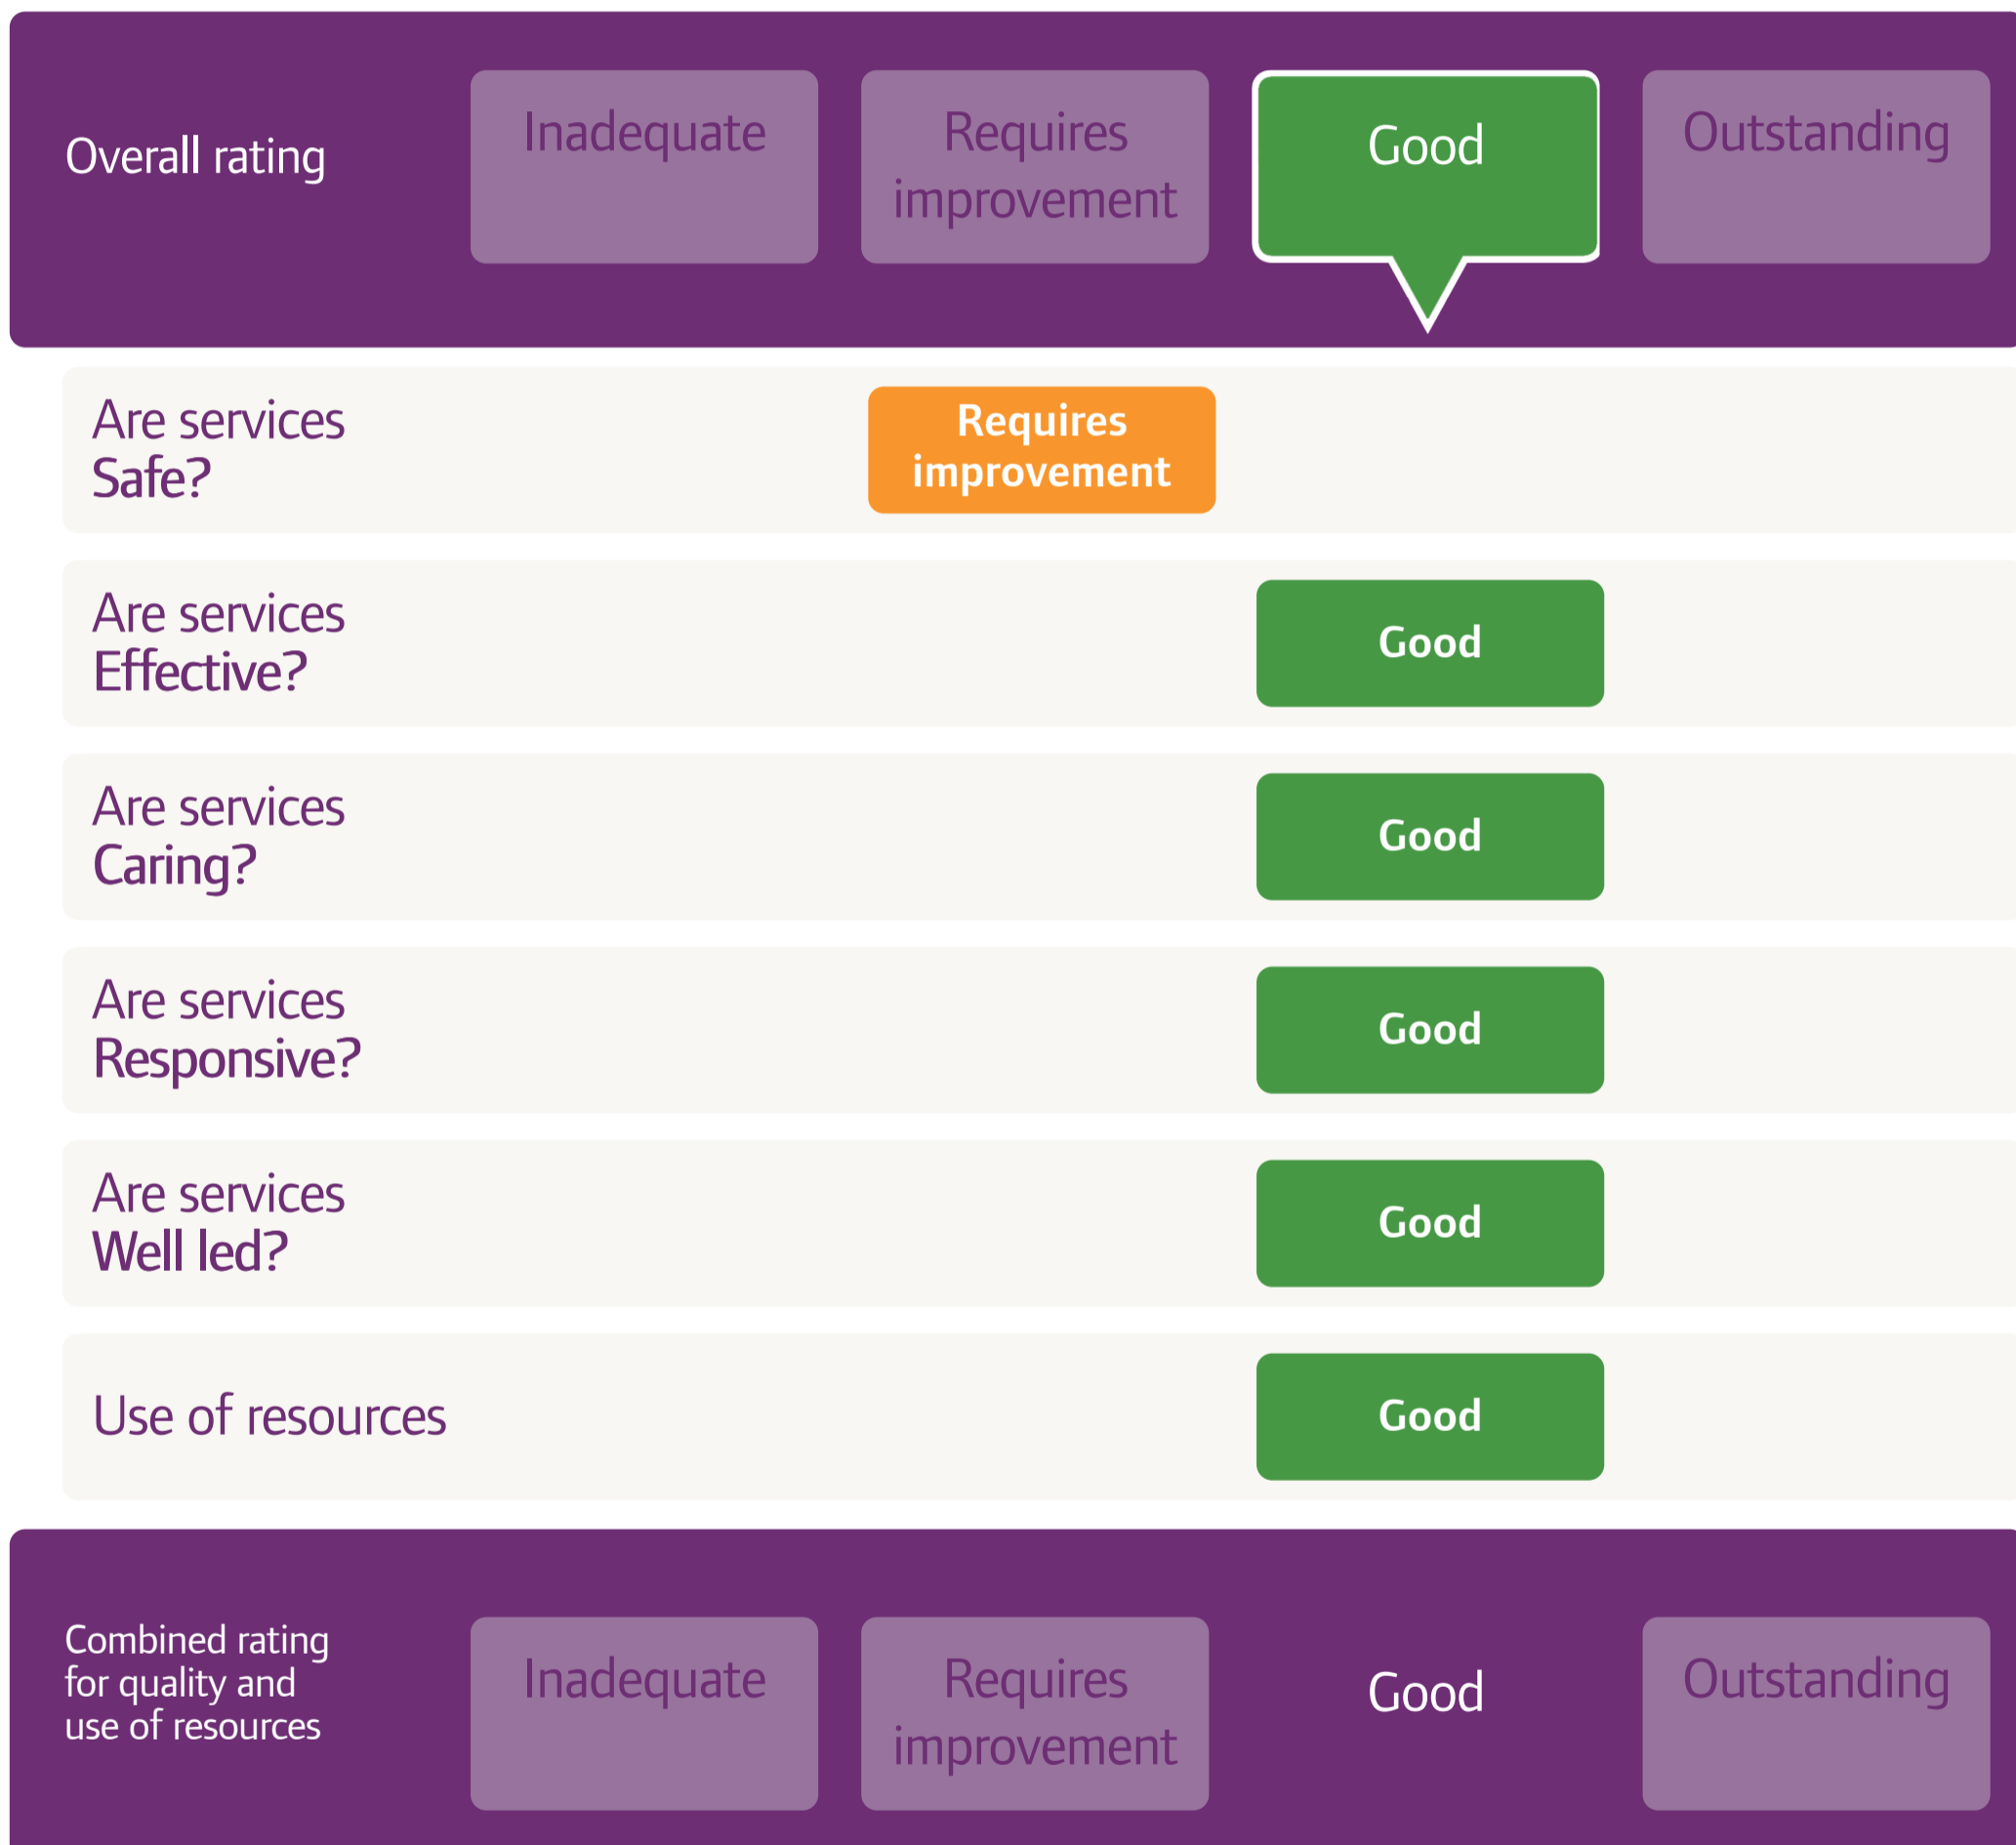 Overall rating
Inadequate
Requires
improvement
Good
Outstanding
Are services
Safe?
Requires
improvement
Are services
Effective?
Good
Are services
Caring?
Good
Are services
Responsive?
Good
Are services
Well led?
Good
Use of resources
Good
Combined rating
for quality and
use of resources
Inadequate
Requires
improvement
Good
Outstanding